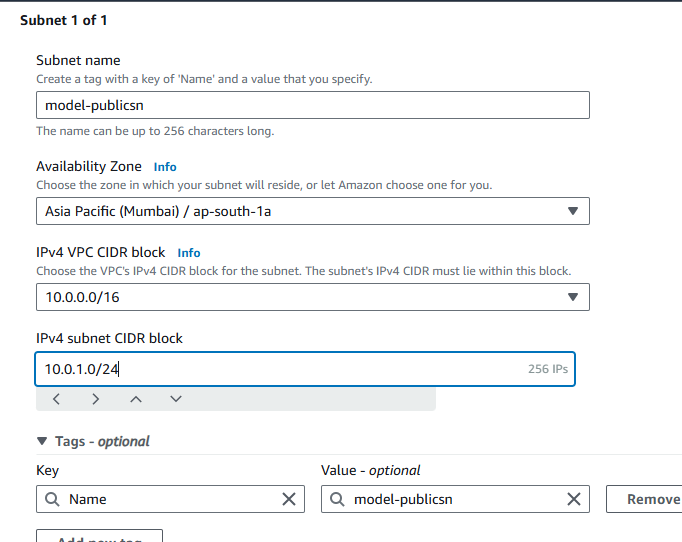 Subnet 1 of 1
Subnet name
Create a tag with a key of 'Name' and a value that you specify.
model-publicsn
The name can be up to 256 characters long.
Availability Zone Info
Choose the zone in which your subnet will reside, or let Amazon choose one for you.
Asia Pacific (Mumbai) / ap-south-1a
IPv4 VPC CIDR block Info
Choose the VPC's IPv4 CIDR block for the subnet. The subnet's IPv4 CIDR must lie within this block.
10.0.0.0/16
IPv4 subnet CIDR block
10.0.1.0/24 256 IPs
Tags - optional
Key Value - optional
Name model-publicsn Remove
Add new tag